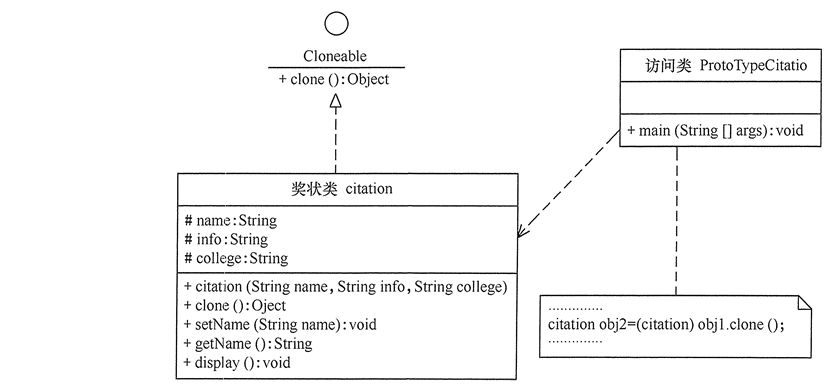 Cloneable
+ clone ():Object
访问类 ProtoTypeCitatio
+ main (String [] args):void
奖状类 citation
# name:String
# info:String
# college:String
+ citation (String name, String info, String college)
+ clone ():Oject
+ setName (String name):void
+ getName ():String
+ display ():void
..............
citation obj2=(citation) obj1.clone ();
..............